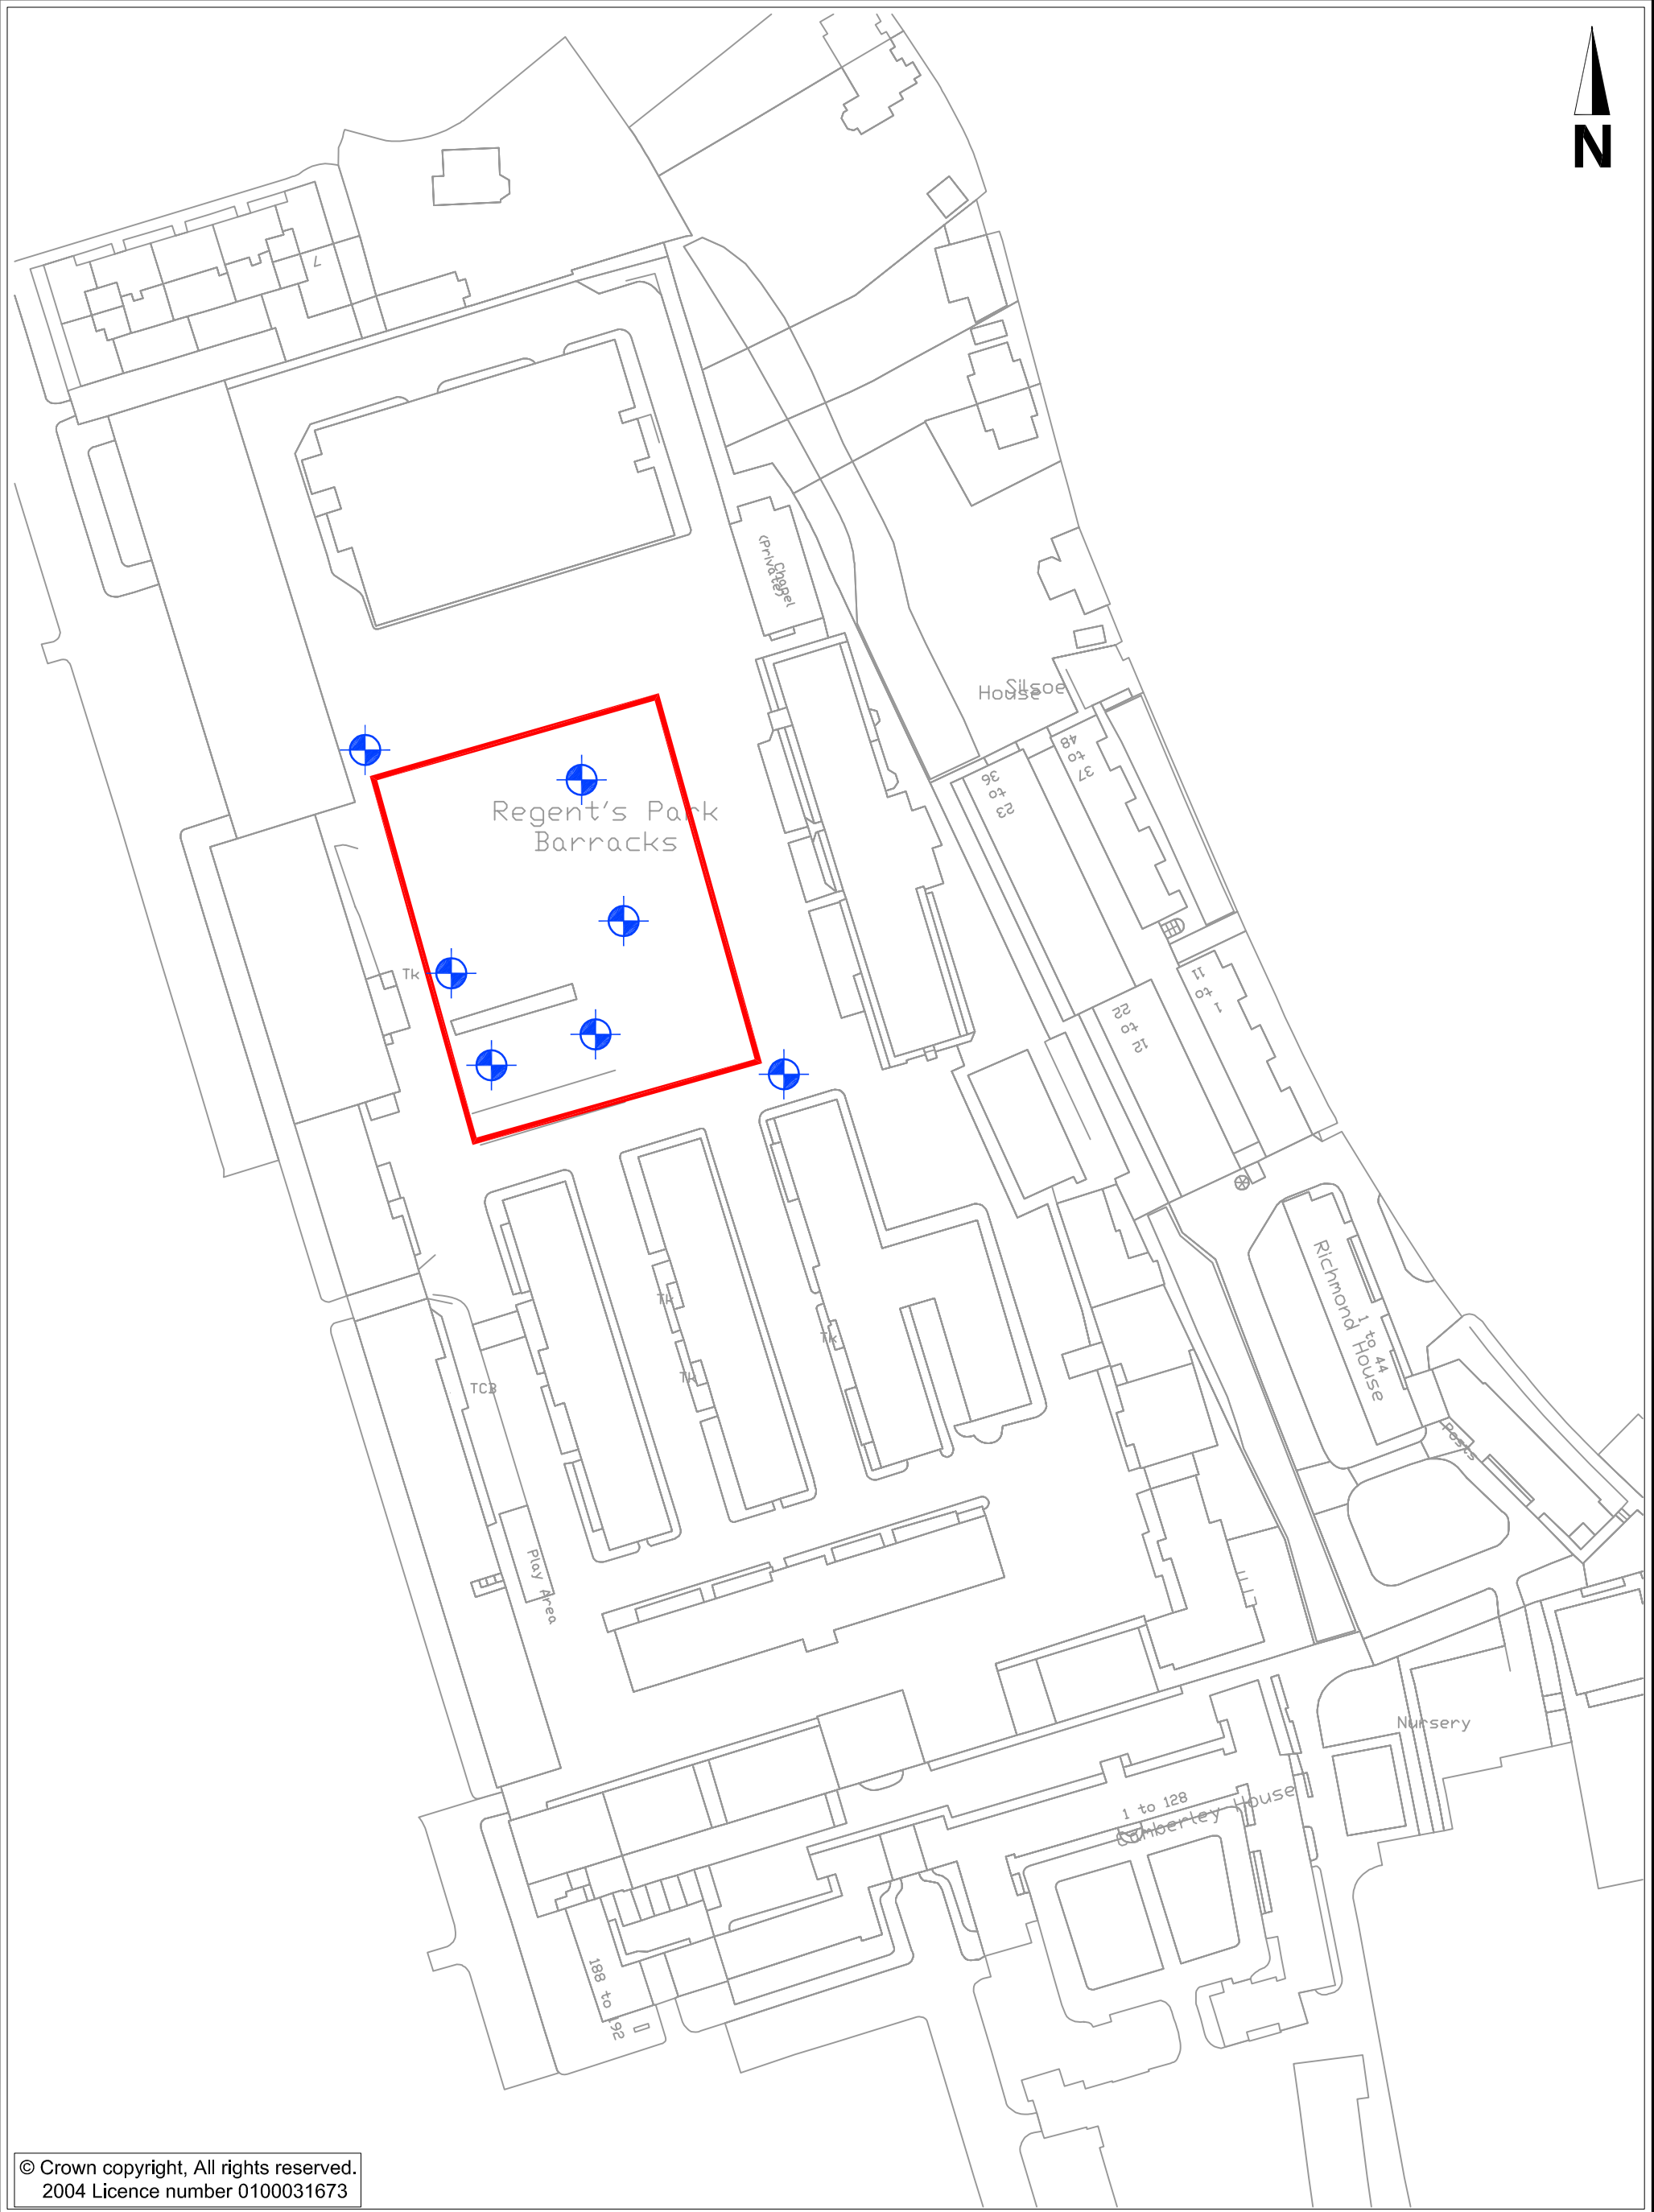 N
7
(Private)
Chapel
Silsoe
House
37
to
48
23
to
36
Regent's Park
Barracks
Tk
1
to
11
12
to
22
Richmond House
1 to 44
Tk
Tk
Tk
TCB
Posts
Play Area
Nursery
1 to 128
Camberley House
188 to 192
© Crown copyright, All rights reserved.
2004 Licence number 0100031673